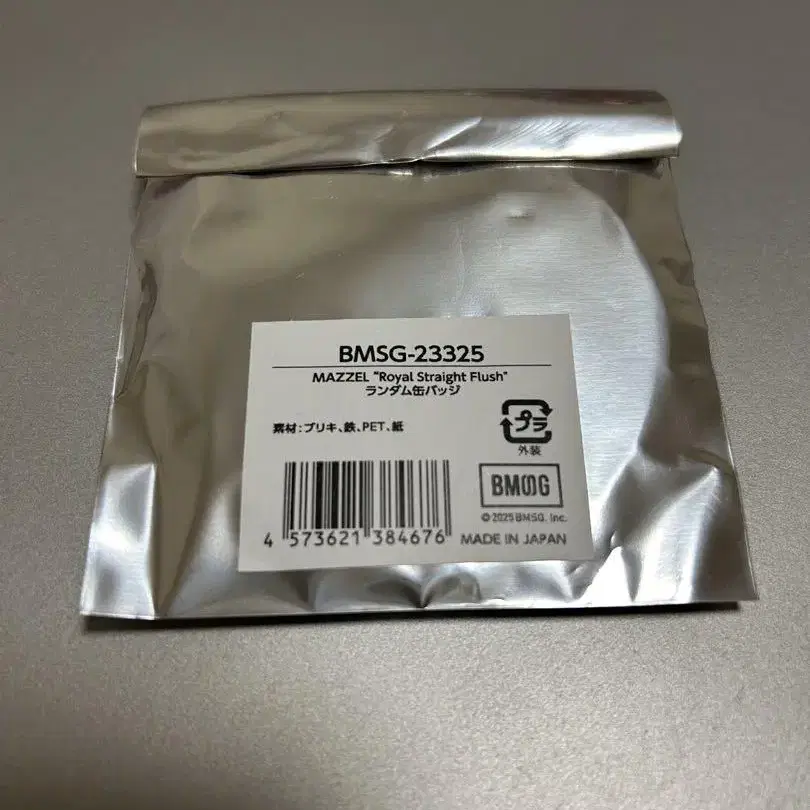 BMSG-23325
MAZZEL "Royal Straight Flush"
ランダム缶バッジ
素材：ブリキ、鉄、PET、紙
プラ
外装
BMSG
© 2025 BMSG, Inc.
4 573621 384676
MADE IN JAPAN